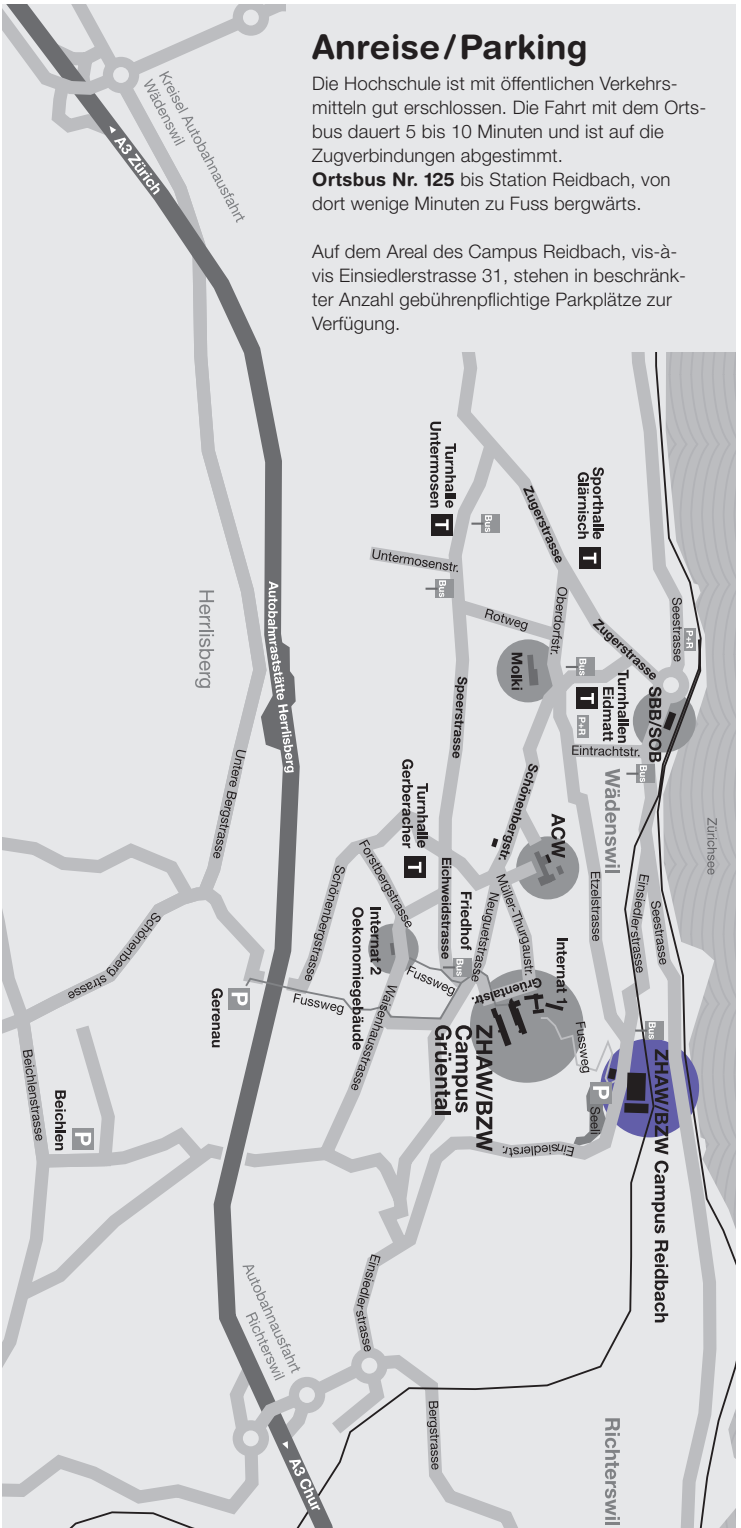 Anreise/Parking
Die Hochschule ist mit öffentlichen Verkehrs-
mitteln gut erschlossen. Die Fahrt mit dem Orts-
bus dauert 5 bis 10 Minuten und ist auf die
Zugverbindungen abgestimmt.
Ortsbus Nr. 125 bis Station Reidbach, von
dort wenige Minuten zu Fuss bergwärts.
Auf dem Areal des Campus Reidbach, vis-à-
vis Einsiedlerstrasse 31, stehen in beschränk-
ter Anzahl gebührenpflichtige Parkplätze zur
Verfügung.
Kreisel Autobahnausfahrt
Wädenswil
◄ A3 Zürich
Turnhalle
Untermosen
T
Bus
Sporthalle
Glärnisch
T
Zugerstrasse
Untermosenstr.
Bus
Rotweg
Oberdorfstr.
Seestrasse
P+R
Zugerstrasse
Herrlisberg
Autobahnraststätte Herrlisberg
Molki
Bus
Turnhallen
Eidmatt
T
P+R
SBB/SOB
Eintrachtstr.
Bus
Speerstrasse
Untere Bergstrasse
Wädenswil
Zürichsee
Turnhalle
Gerberacher
T
Schönenbergstr.
ACW
Etzelstrasse
Einsiedlerstrasse
Seestrasse
Forstbergstrasse
Schönenbergstrasse
Eichweidstrasse
Friedhof
Bus
Neuguetstrasse
Müller-Thurgaustr.
Internat 1
Internat 2
Oekonomiegebäude
Schönenberg strasse
Fussweg
Fussweg
Grüentalstr.
Fussweg
Bus
P
Gerenau
Waisenhausstrasse
ZHAW/BZW
Campus
Grüental
P
Seeli
ZHAW/BZW Campus Reidbach
Beichlenstrasse
P
Beichlen
Einsiedlerstr.
Einsiedlerstrasse
Autobahnausfahrt
Richterswil
Bergstrasse
Richterswil
► A3 Chur